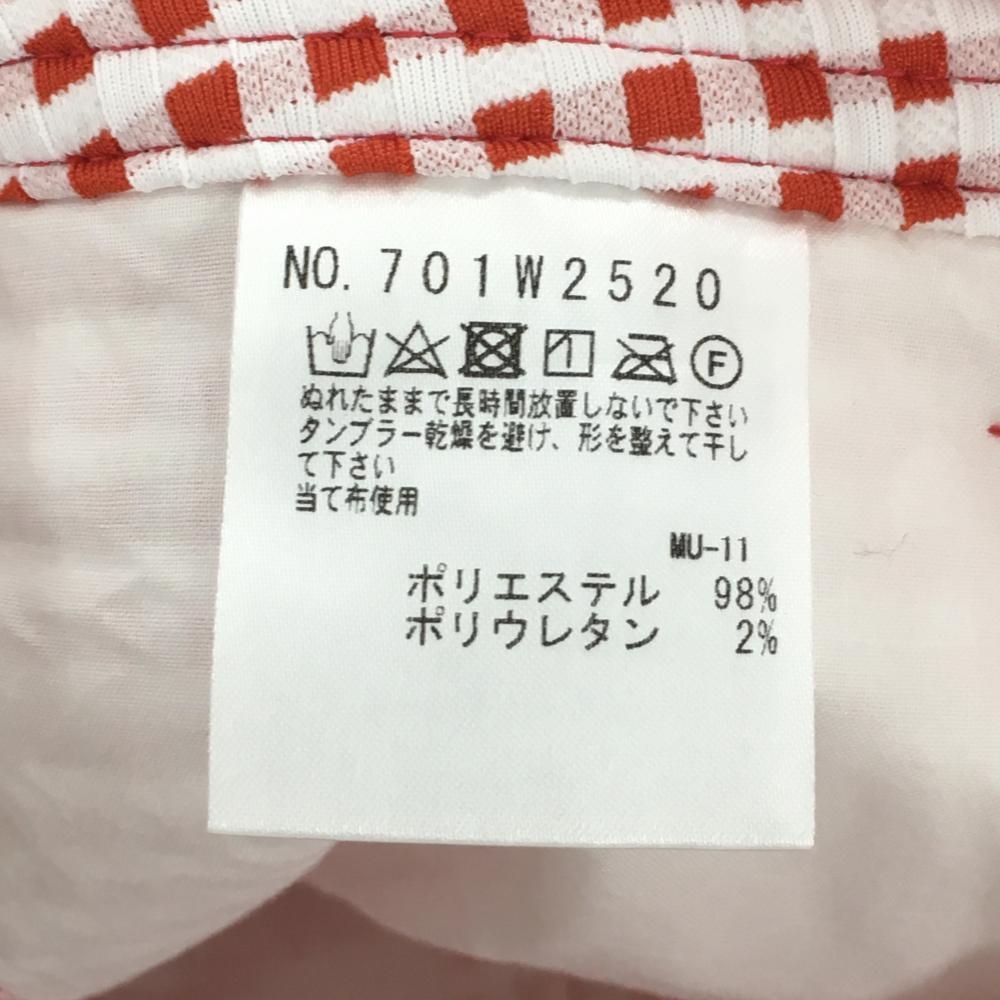 NO. 701W2520
F
ぬれたままで長時間放置しないで下さい
タンブラー乾燥を避け、形を整えて干し
て下さい
当て布使用
MU-11
ポリエステル 98%
ポリウレタン 2%